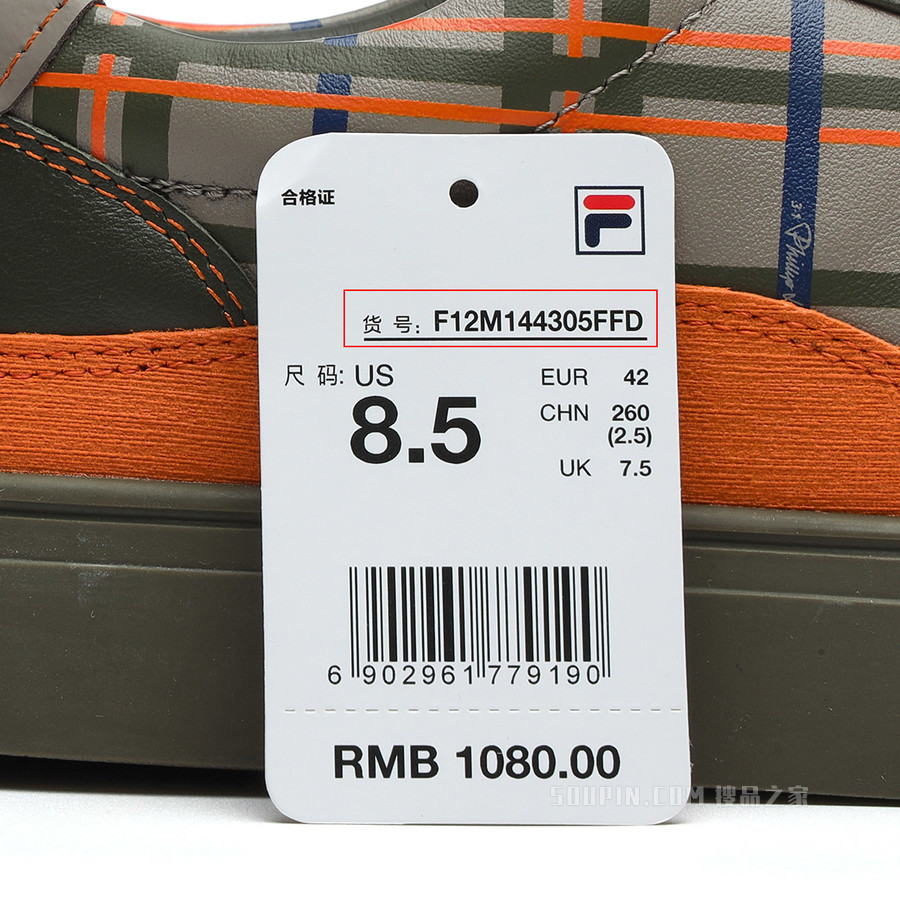 合格证
货 号: F12M144305FFD
尺 码: US
8.5
EUR 42
CHN 260
(2.5)
UK 7.5
6 902961 779190
RMB 1080.00
SOUPIN.COM 搜品之家